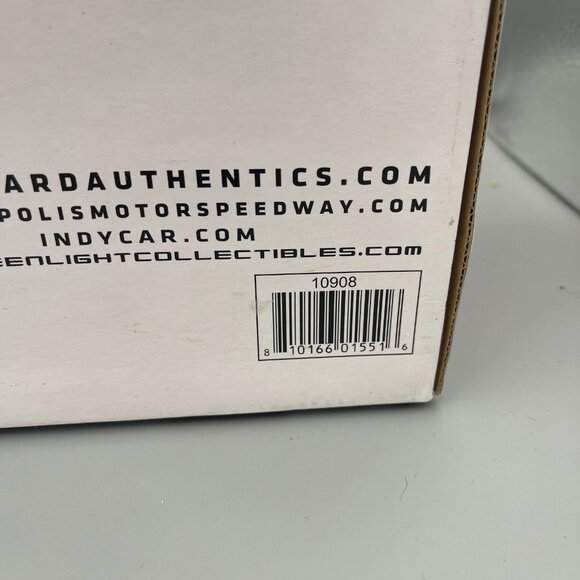 ARDAUTHENTICS.COM
POLISMOTORSPEEDWAY.COM
INDYCAR.COM
EENLIGHTCOLLECTIBLES.COM
10908
8 10166 01551 6